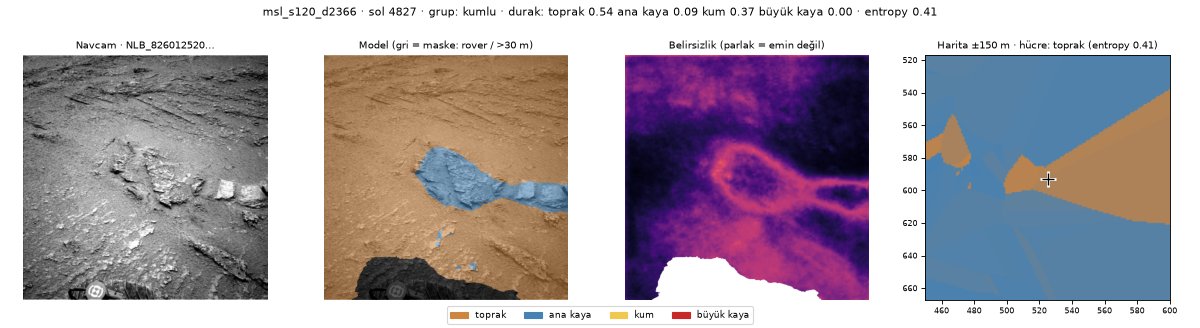 msl_s120_d2366 · sol 4827 · grup: kumlu · durak: toprak 0.54 ana kaya 0.09 kum 0.37 büyük kaya 0.00 · entropy 0.41
Navcam · NLB_826012520...
Model (gri = maske: rover / >30 m)
Belirsizlik (parlak = emin değil)
Harita ±150 m · hücre: toprak (entropy 0.41)
520
540
560
580
600
620
640
660
460 480 500 520 540 560 580 600
toprak ana kaya kum büyük kaya